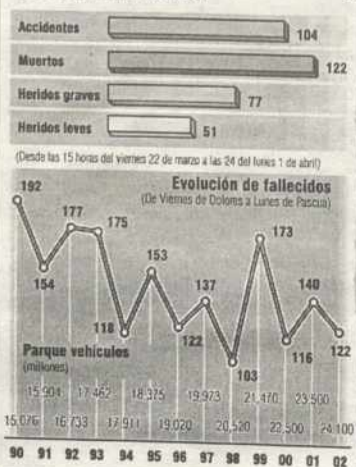 Accidentes 104
Muertos 122
Heridos graves 77
Heridos leves 51
(Desde las 15 horas del viernes 22 de marzo a las 24 del lunes 1 de abril)
Evolución de fallecidos
(De Viernes de Dolores a Lunes de Pascua)
192
154
177
175
118
153
122
137
103
173
116
140
122
Parque vehículos
(millones)
15.904 17.462 18.375 19.973 21.470 23.500
15.076 16.733 17.911 19.020 20.520 22.500 24.100
90 91 92 93 94 95 96 97 98 99 00 01 02